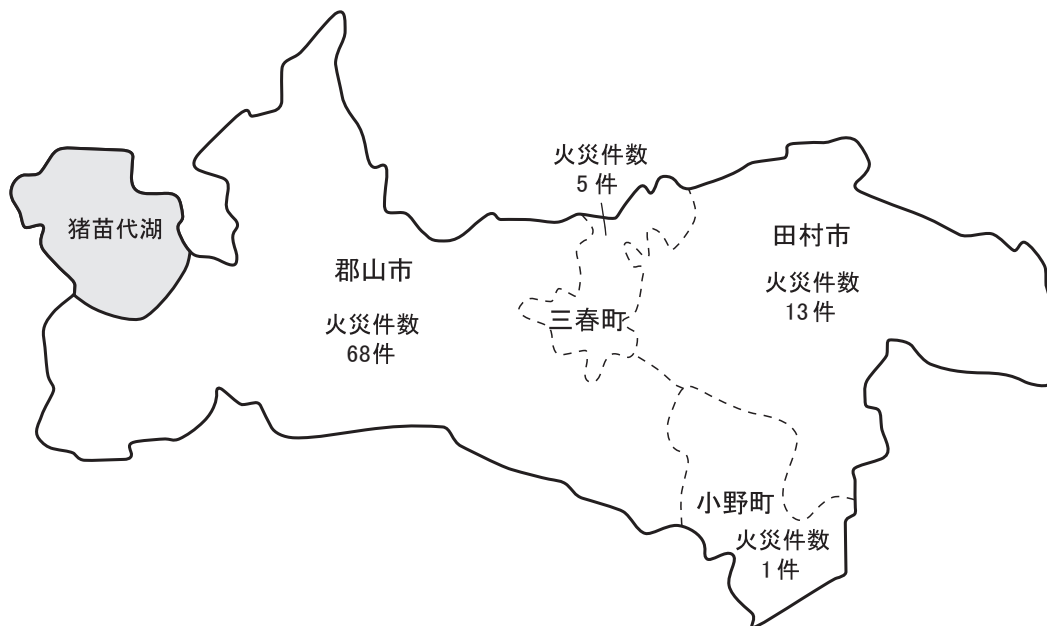 火災件数
5件
猪苗代湖
田村市
郡山市
火災件数
13件
火災件数
68件
三春町
小野町
火災件数
1件